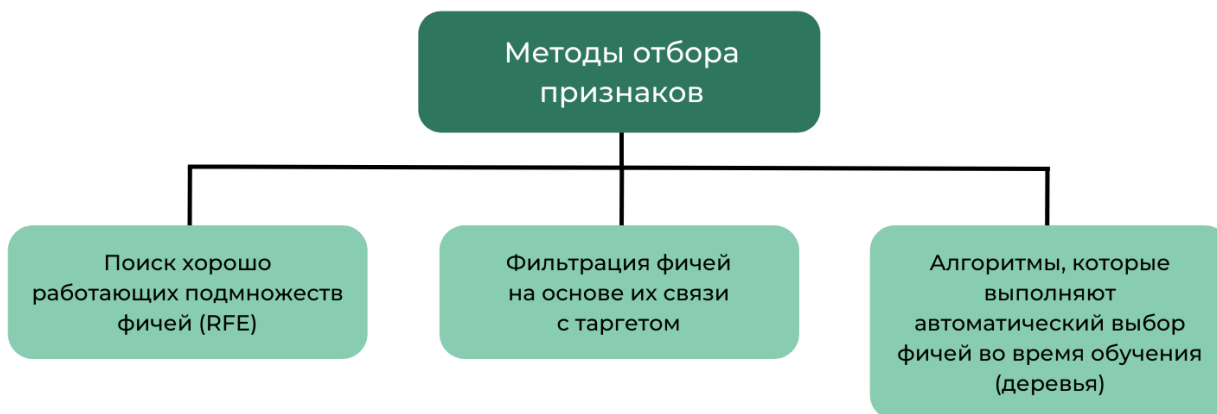 Методы отбора
признаков
Поиск хорошо
работающих подмножеств
фичей (RFE)
Фильтрация фичей
на основе их связи
с таргетом
Алгоритмы, которые
выполняют
автоматический выбор
фичей во время обучения
(деревья)